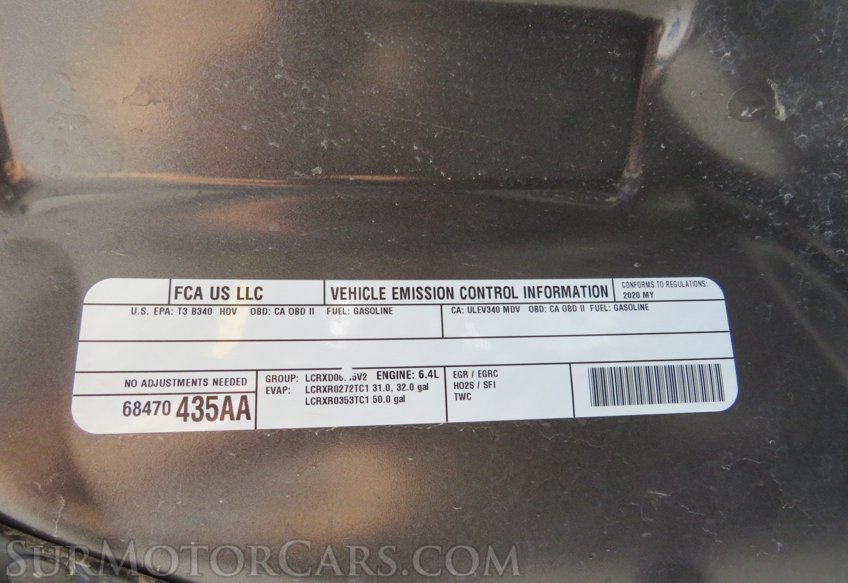 FCA US LLC
VEHICLE EMISSION CONTROL INFORMATION
CONFORMS TO REGULATIONS:
2020 MY
U.S. EPA: T3 B340 HDV OBD: CA OBD II FUEL: GASOLINE
CA: ULEV340 MDV OBD: CA OBD II FUEL: GASOLINE
NO ADJUSTMENTS NEEDED
68470 435AA
GROUP: ENGINE: 6.4L
EVAP: LCRXR0272TC1 31.0, 32.0 gal
LCRXR0353TC1 50.0 gal
EGR / EGRC
HO2S / SFI
TWC
SurMotorCars.com